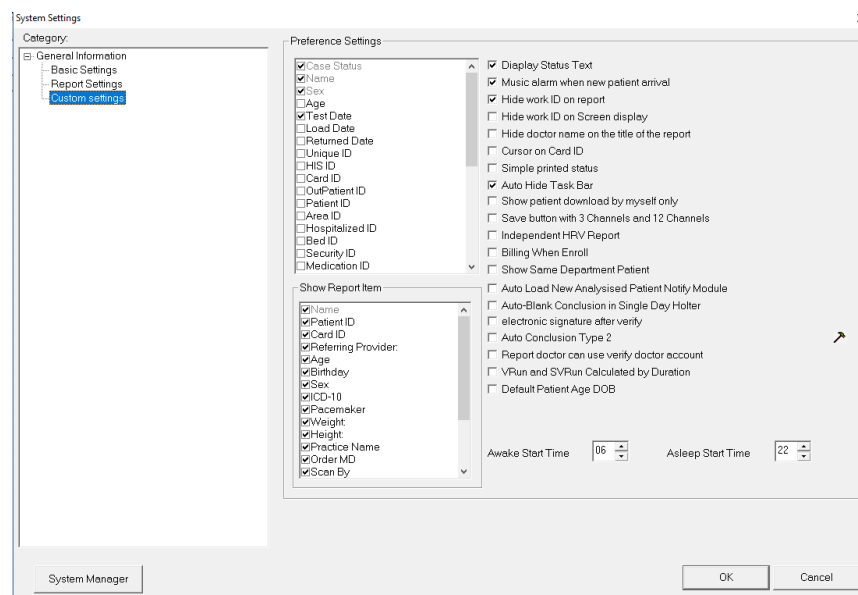 System Settings
Category:
General Information
Basic Settings
Report Settings
Custom settings
Preference Settings
Case Status
Name
Sex
Age
Test Date
Load Date
Returned Date
Unique ID
HIS ID
Card ID
OutPatient ID
Patient ID
Area ID
Hospitalized ID
Bed ID
Security ID
Medication ID
Show Report Item
Name
Patient ID
Card ID
Referring Provider:
Age
Birthday
Sex
ICD-10
Pacemaker
Weight:
Height:
Practice Name
Order MD
Scan By
Diaplay Status Text
Music alarm when new patient arrival
Hide work ID on report
Hide work ID on Screen display
Hide doctor name on the title of the report
Cursor on Card ID
Simple printed status
Auto Hide Task Bar
Show patient download by myself only
Save button with 3 Channels and 12 Channels
Independent HRV Report
Billing When Enroll
Show Same Department Patient
Auto Load New Analysised Patient Notify Module
Auto-Blank Conclusion in Single Day Holter
electronic signature after verify
Auto Conclusion Type 2
Report doctor can use verify doctor account
VRun and SVRun Calculated by Duration
Default Patient Age DOB
Awake Start Time 06 Asleep Start Time 22
System Manager
OK Cancel